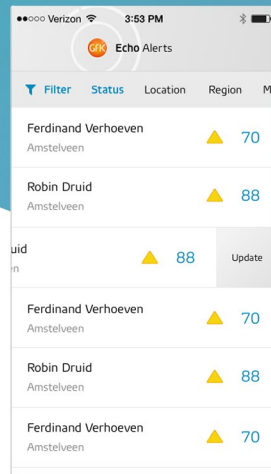 Verizon 3:53 PM
GfK Echo Alerts
Filter Status Location Region M
Ferdinand Verhoeven
Amstelveen
70
Robin Druid
Amstelveen
88
uid
n
88
Update
Ferdinand Verhoeven
Amstelveen
70
Robin Druid
Amstelveen
88
Ferdinand Verhoeven
Amstelveen
70